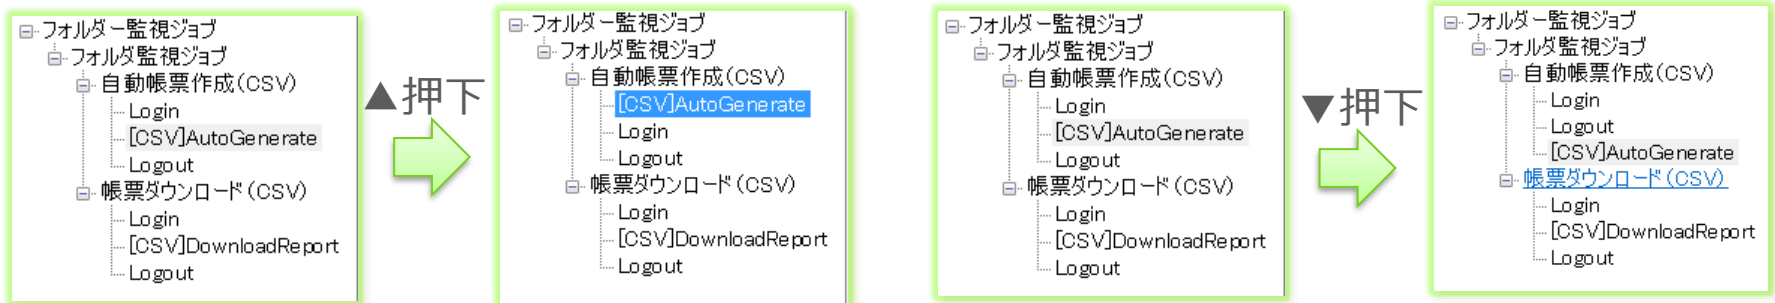 フォルダー監視ジョブ
フォルダ監視ジョブ
自動帳票作成(CSV)
Login
[CSV]AutoGenerate
Logout
帳票ダウンロード(CSV)
Login
[CSV]DownloadReport
Logout
▲押下
フォルダー監視ジョブ
フォルダ監視ジョブ
自動帳票作成(CSV)
[CSV]AutoGenerate
Login
Logout
帳票ダウンロード(CSV)
Login
[CSV]DownloadReport
Logout
フォルダー監視ジョブ
フォルダ監視ジョブ
自動帳票作成(CSV)
Login
[CSV]AutoGenerate
Logout
帳票ダウンロード(CSV)
Login
[CSV]DownloadReport
Logout
▼押下
フォルダー監視ジョブ
フォルダ監視ジョブ
自動帳票作成(CSV)
Login
Logout
[CSV]AutoGenerate
帳票ダウンロード(CSV)
Login
[CSV]DownloadReport
Logout